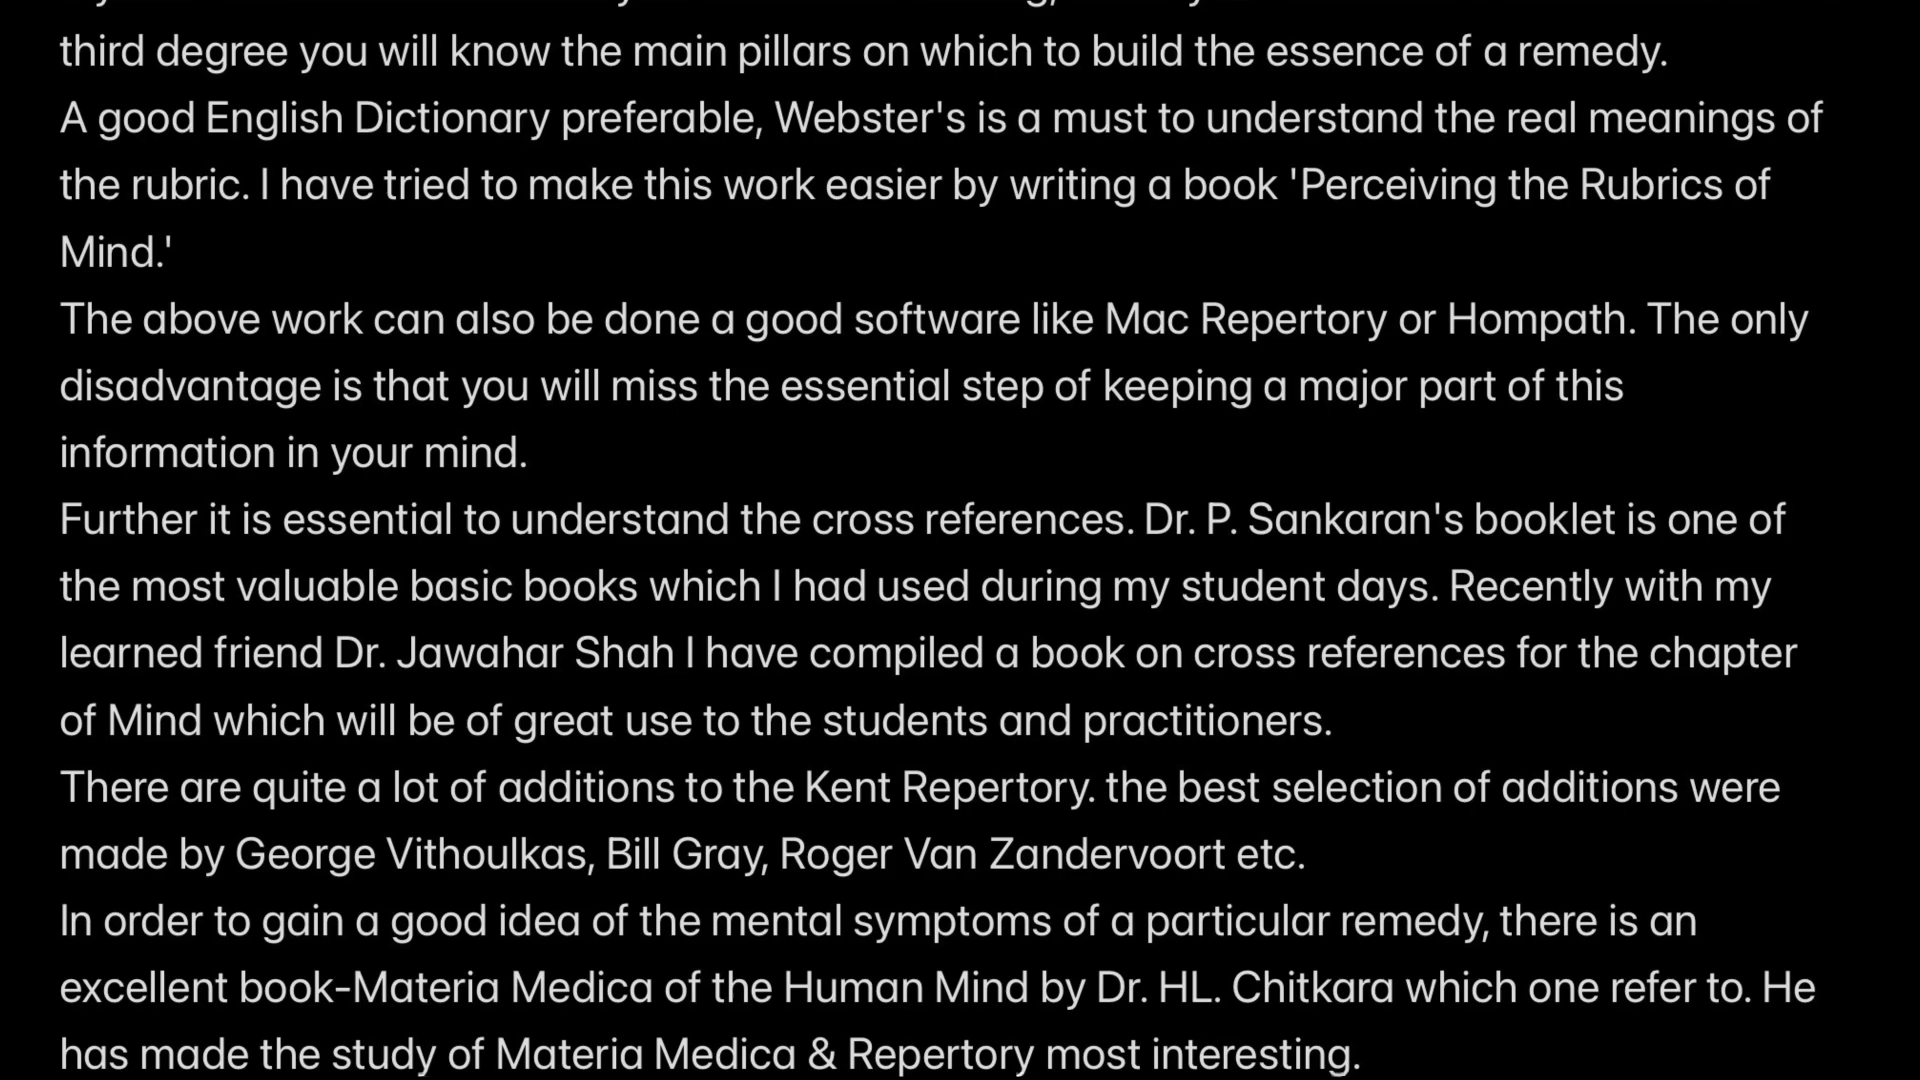 third degree you will know the main pillars on which to build the essence of a remedy.
A good English Dictionary preferable, Webster's is a must to understand the real meanings of
the rubric. I have tried to make this work easier by writing a book 'Perceiving the Rubrics of
Mind.'
The above work can also be done a good software like Mac Repertory or Hompath. The only
disadvantage is that you will miss the essential step of keeping a major part of this
information in your mind.
Further it is essential to understand the cross references. Dr. P. Sankaran's booklet is one of
the most valuable basic books which I had used during my student days. Recently with my
learned friend Dr. Jawahar Shah I have compiled a book on cross references for the chapter
of Mind which will be of great use to the students and practitioners.
There are quite a lot of additions to the Kent Repertory. the best selection of additions were
made by George Vithoulkas, Bill Gray, Roger Van Zandervoort etc.
In order to gain a good idea of the mental symptoms of a particular remedy, there is an
excellent book-Materia Medica of the Human Mind by Dr. HL. Chitkara which one refer to. He
has made the study of Materia Medica & Repertory most interesting.